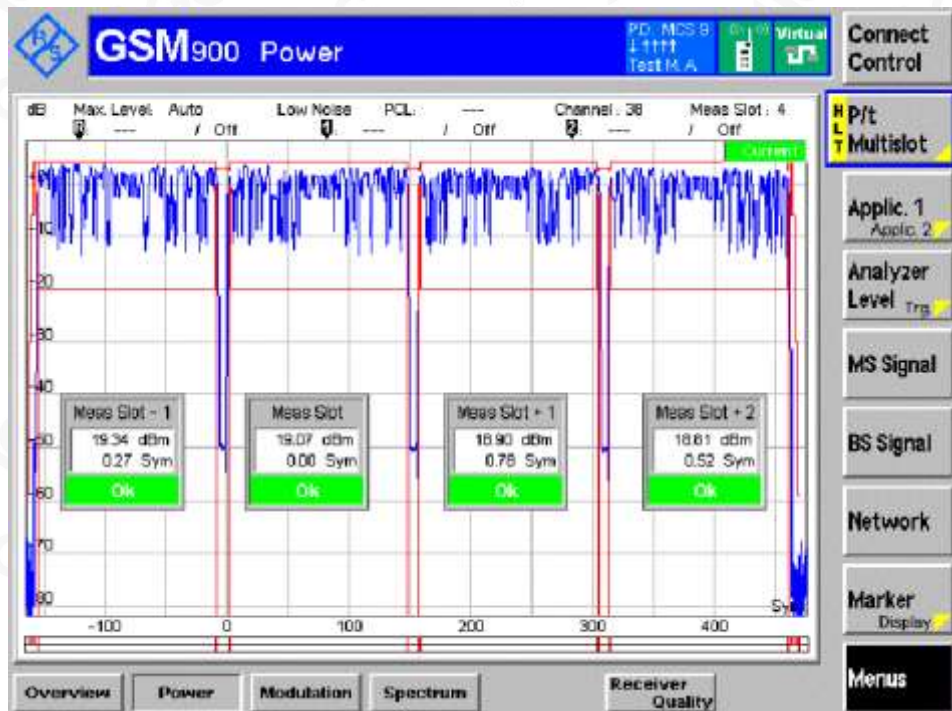 R S
GSM900 Power
PD MCS 9
↓↑↑↑↑
Test M. A
Virtual
Connect Control
dB Max. Level: Auto Low Noise PCL: --- Channel: 38 Meas Slot: 4
--- / Off 1 --- / Off 2 --- / Off
Current
HLT
P/t Multislot
Applic. 1
Applic. 2
Analyzer Level Trg.
MS Signal
BS Signal
Network
Marker
Display
Menus
-10
-20
-30
-40
-50
-60
-70
-80
Meas Slot - 1
19.34 dBm
0.27 Sym
Ok
Meas Slot
19.07 dBm
0.00 Sym
Ok
Meas Slot + 1
18.90 dBm
0.78 Sym
Ok
Meas Slot + 2
18.61 dBm
0.52 Sym
Ok
-100 0 100 200 300 400
Overview Power Modulation Spectrum Receiver Quality